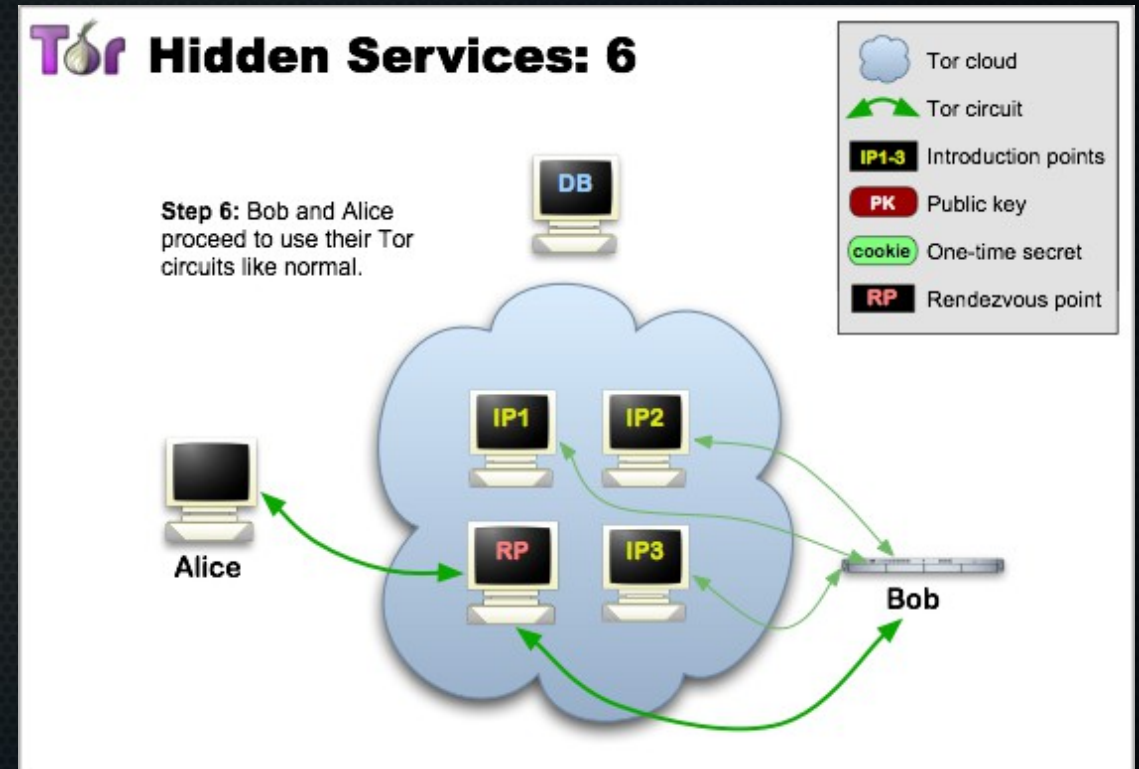 Tor Hidden Services: 6
Tor cloud
Tor circuit
IP1-3 Introduction points
PK Public key
cookie One-time secret
RP Rendezvous point
DB
Step 6: Bob and Alice
proceed to use their Tor
circuits like normal.
IP1 IP2
RP IP3
Alice
Bob